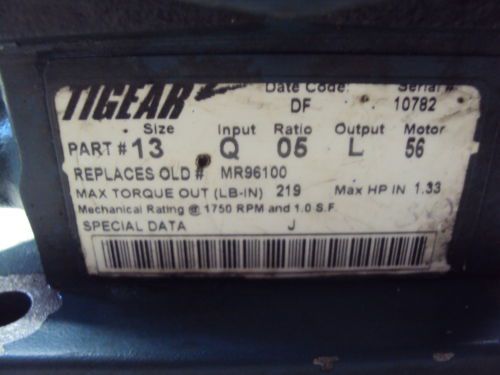 TIGEAR Date Code: Serial #
DF 10782
Size Input Ratio Output Motor
PART # 13 Q 05 L 56
REPLACES OLD #. MR96100
MAX TORQUE OUT (LB-IN) 219 Max HP IN 1.33
Mechanical Rating @ 1750 RPM and 1.0 S.F.
SPECIAL DATA J